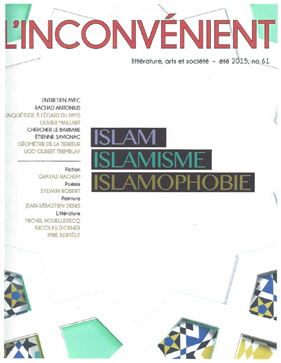 L'INCONVÉNIENT
littérature, arts et société - été 2015, no 61
ENTRETIEN AVEC
RACHAD ANTONIUS
INQUIÉTUDE À L'ÉGARD DU PAYS
OLIVIER MAILLART
CHERCHER LE BARBARE
ÉTIENNE SAVIGNAC
GÉOMÉTRIE DE LA TERREUR
UGO GILBERT TREMBLAY
Fiction
GHAYAS HACHEM
Poésie
SYLVAIN ROBERT
Peinture
JEAN-SÉBASTIEN DENIS
Littérature
MICHEL HOUELLEBECQ
NICOLAS DICKNER
IMRE KERTÉSZ
ISLAM
ISLAMISME
ISLAMOPHOBIE